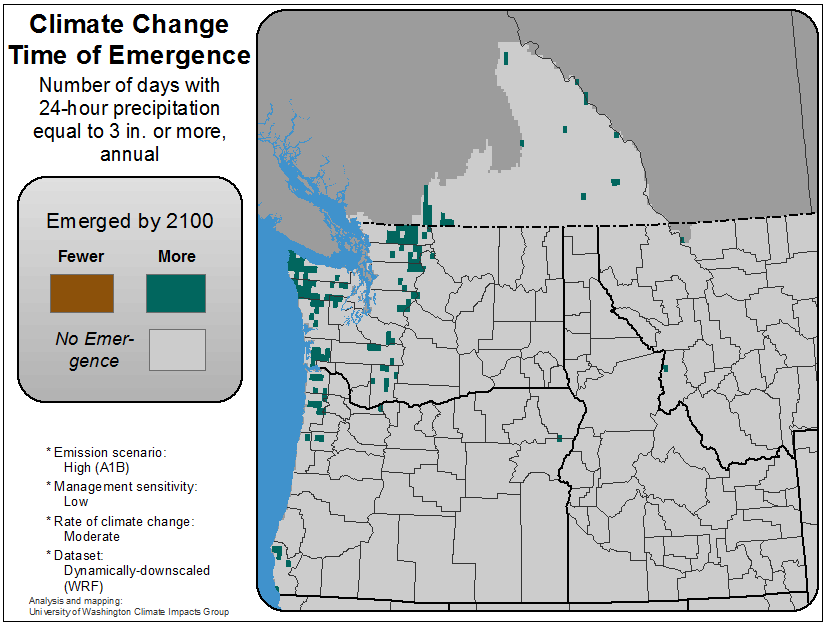 Climate Change
Time of Emergence
Number of days with
24-hour precipitation
equal to 3 in. or more,
annual
Emerged by 2100
Fewer More
No Emer-
gence
* Emission scenario:
High (A1B)
* Management sensitivity:
Low
* Rate of climate change:
Moderate
* Dataset:
Dynamically-downscaled
(WRF)
Analysis and mapping:
University of Washington Climate Impacts Group